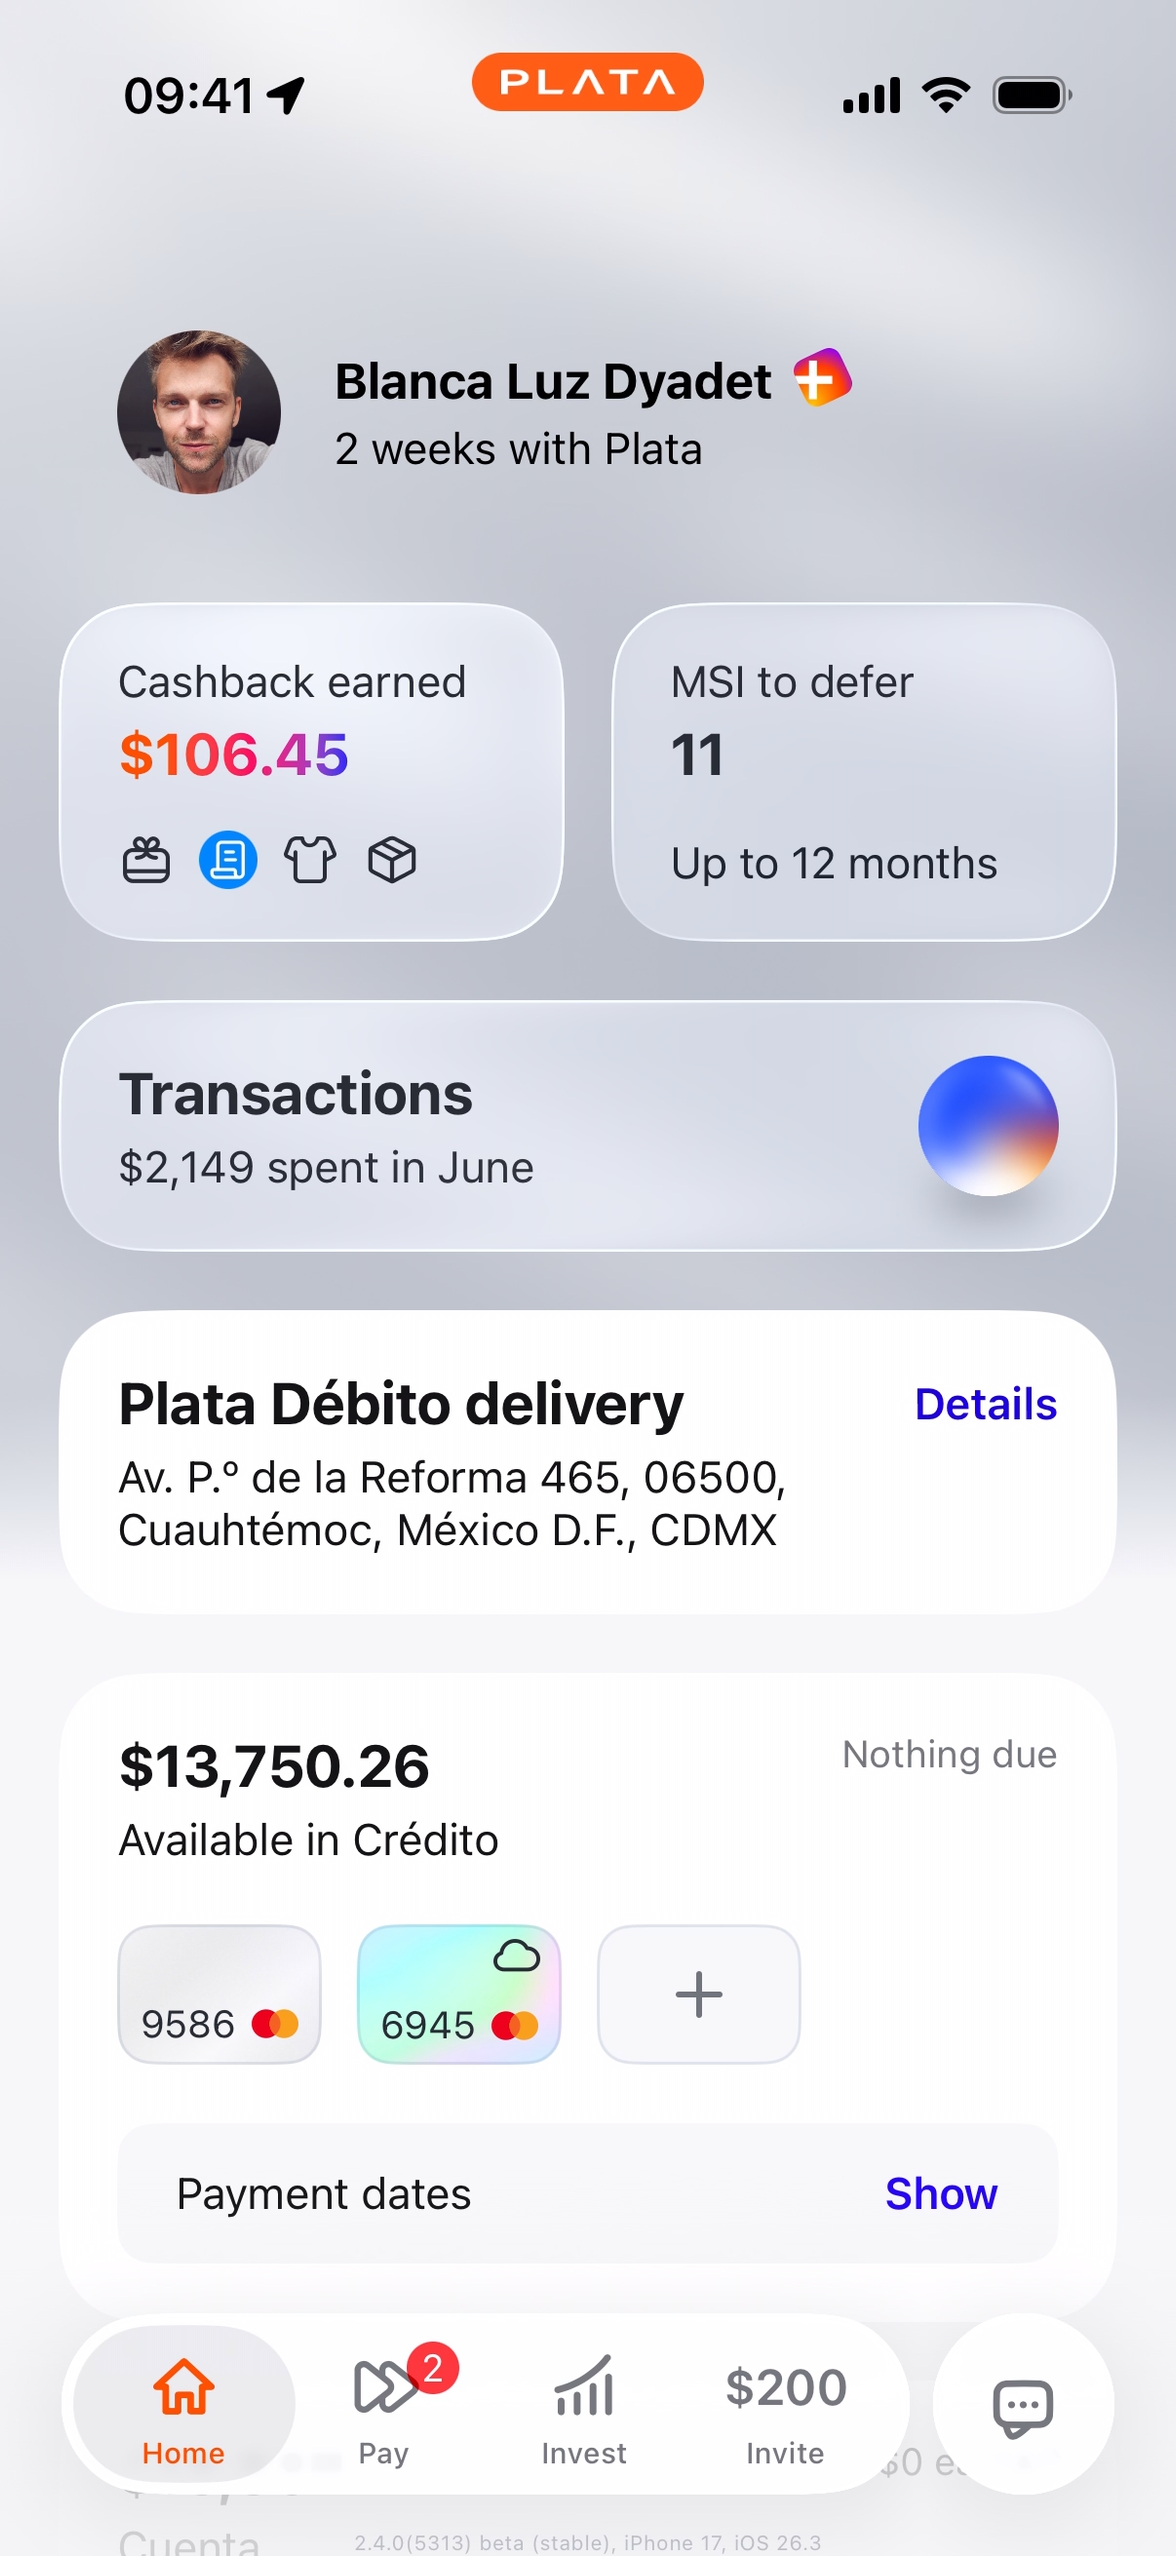 09:41
PLATA
Blanca Luz Dyadet
2 weeks with Plata
Cashback earned
$106.45
MSI to defer
11
Up to 12 months
Transactions
$2,149 spent in June
Plata Débito delivery
Details
Av. P.º de la Reforma 465, 06500,
Cuauhtémoc, México D.F., CDMX
$13,750.26
Nothing due
Available in Crédito
9586
6945
Payment dates
Show
2
$200
Home
Pay
Invest
Invite
$0
Cuenta
2.4.0(5313) beta (stable), iPhone 17, iOS 26.3